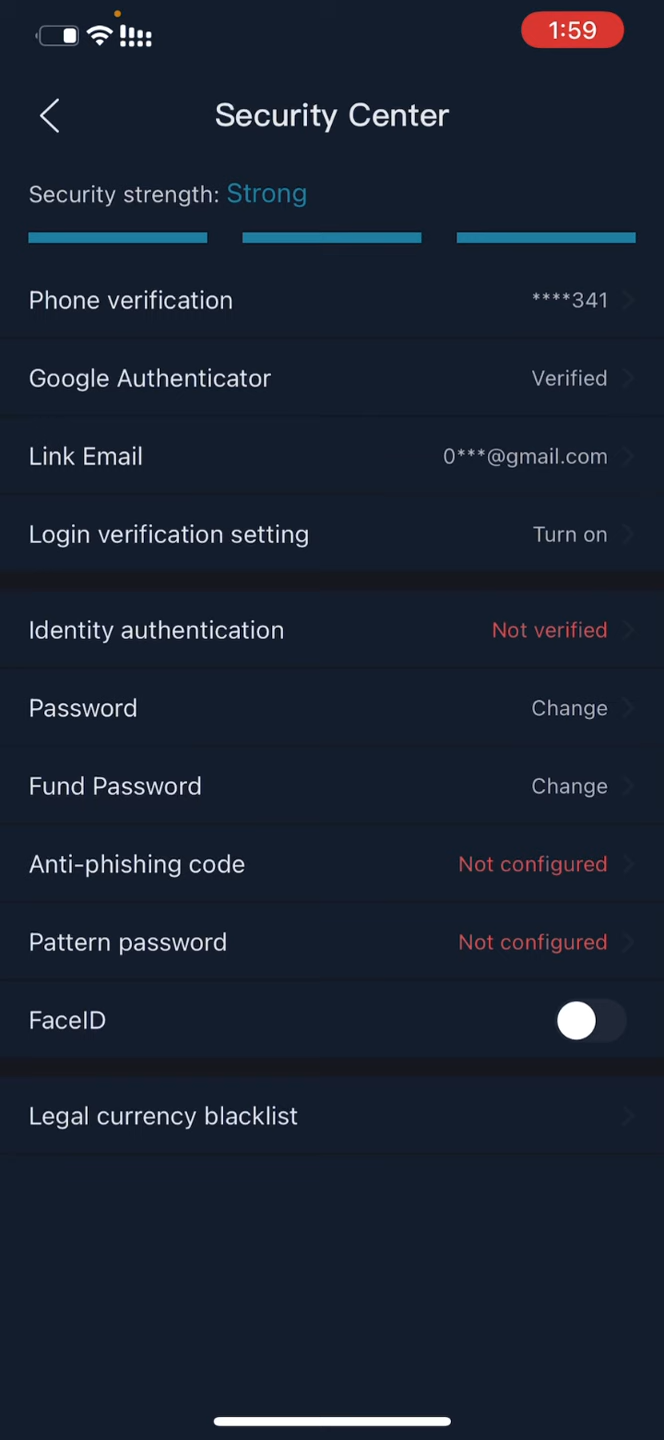 1:59
Security Center
Security strength: Strong
Phone verification ****341
Google Authenticator Verified
Link Email 0***@gmail.com
Login verification setting Turn on
Identity authentication Not verified
Password Change
Fund Password Change
Anti-phishing code Not configured
Pattern password Not configured
FaceID
Legal currency blacklist